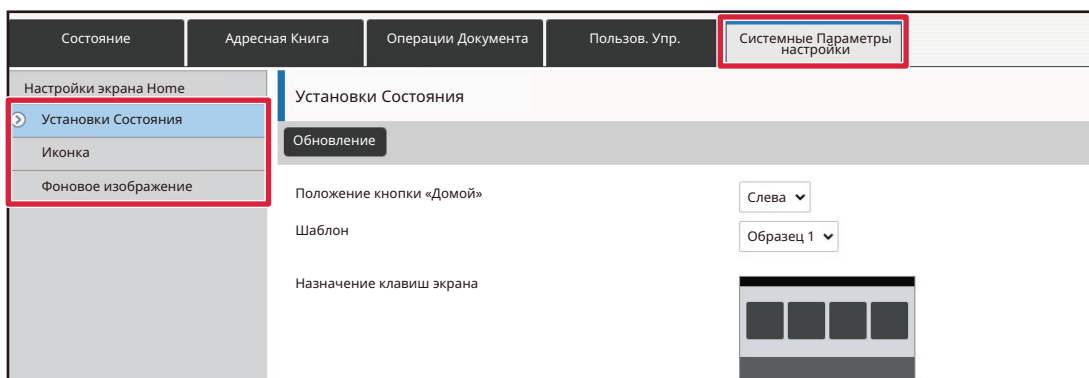 Состояние
Адресная Книга
Операции Документа
Пользов. Упр.
Системные Параметры
настройки
Настройки экрана Home
Установки Состояния
Иконка
Фоновое изображение
Установки Состояния
Обновление
Положение кнопки «Домой»
Слева
Шаблон
Образец 1
Назначение клавиш экрана